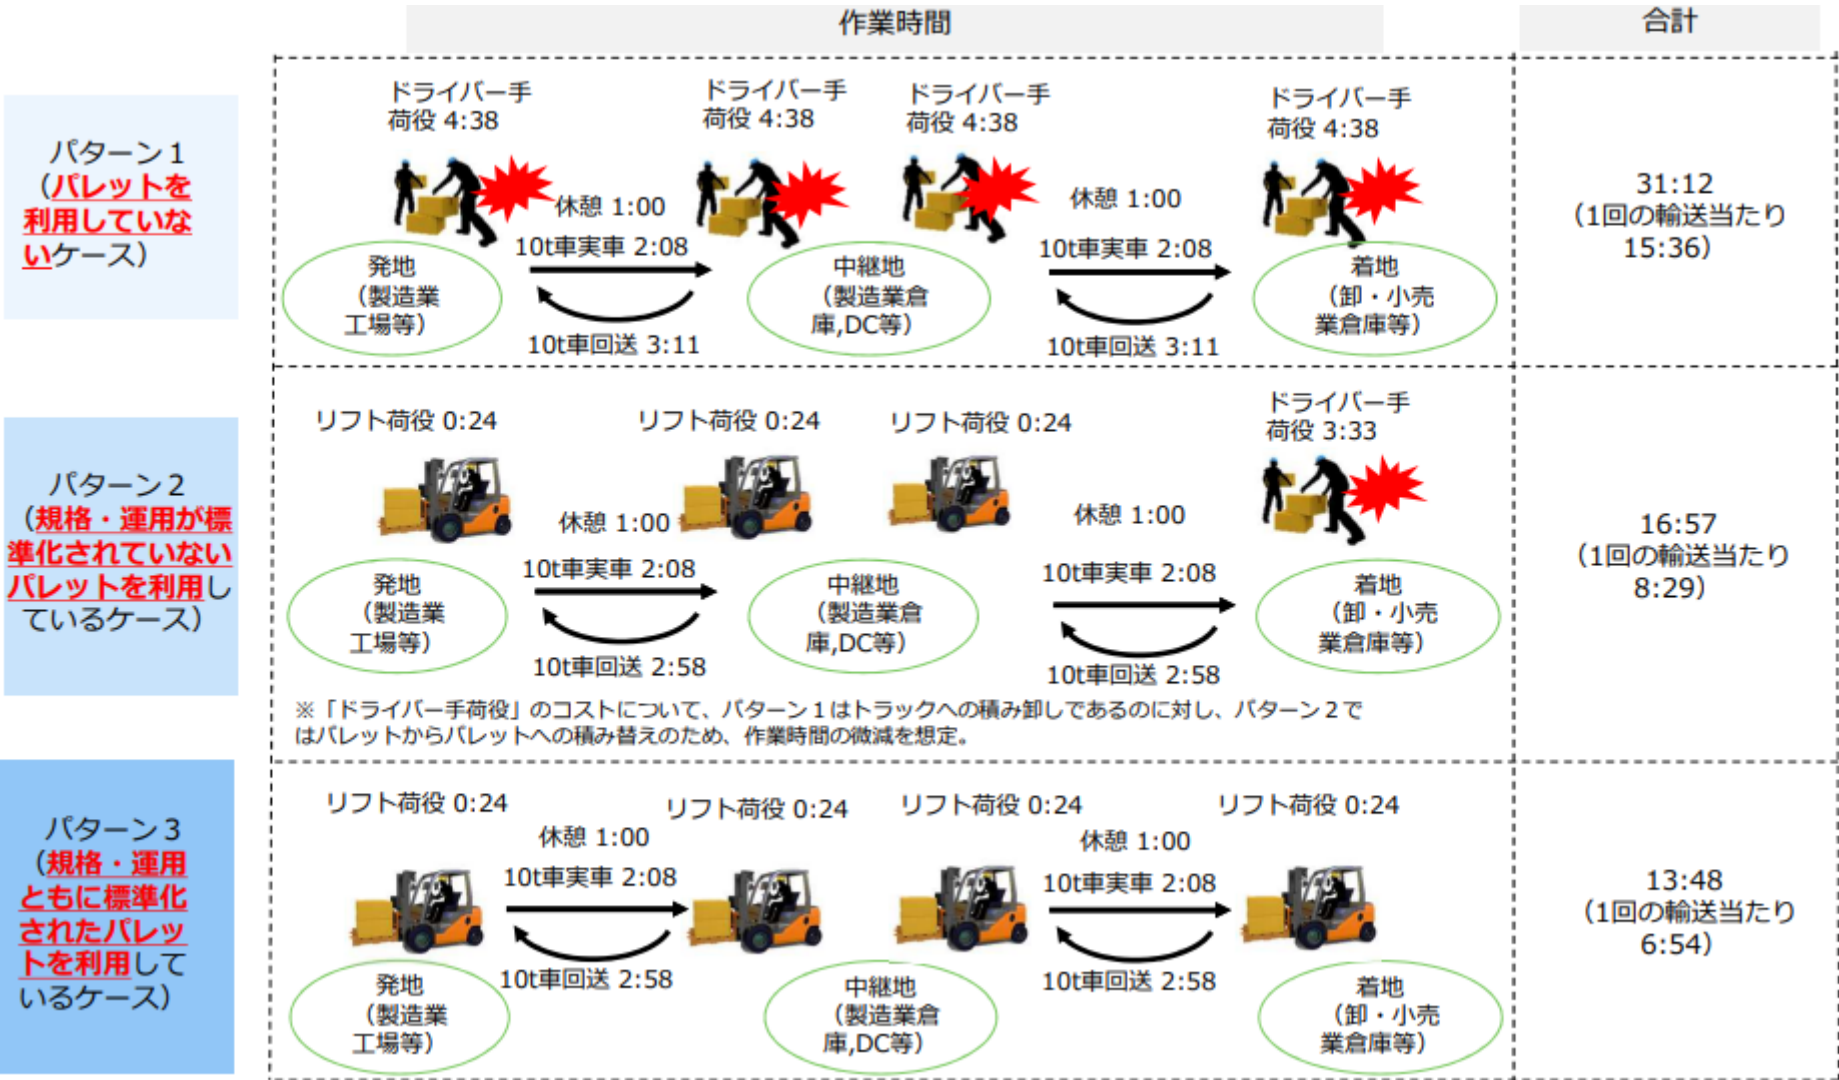 作業時間
合計
パターン１
（パレットを
利用していな
いケース）
ドライバー手
荷役 4:38
ドライバー手
荷役 4:38
ドライバー手
荷役 4:38
ドライバー手
荷役 4:38
休憩 1:00
10t車実車 2:08
10t車回送 3:11
休憩 1:00
10t車実車 2:08
10t車回送 3:11
発地
（製造業
工場等）
中継地
（製造業倉
庫,DC等）
着地
（卸・小売
業倉庫等）
31:12
（1回の輸送当たり
15:36）
パターン２
（規格・運用が標
準化されていない
パレットを利用し
ているケース）
リフト荷役 0:24
リフト荷役 0:24
リフト荷役 0:24
ドライバー手
荷役 3:33
休憩 1:00
10t車実車 2:08
10t車回送 2:58
休憩 1:00
10t車実車 2:08
10t車回送 2:58
発地
（製造業
工場等）
中継地
（製造業倉
庫,DC等）
着地
（卸・小売
業倉庫等）
16:57
（1回の輸送当たり
8:29）
※「ドライバー手荷役」のコストについて、パターン１はトラックへの積み卸しであるのに対し、パターン２で
はパレットからパレットへの積み替えのため、作業時間の微減を想定。
パターン３
（規格・運用
ともに標準化
されたパレッ
トを利用して
いるケース）
リフト荷役 0:24
リフト荷役 0:24
リフト荷役 0:24
リフト荷役 0:24
休憩 1:00
10t車実車 2:08
10t車回送 2:58
休憩 1:00
10t車実車 2:08
10t車回送 2:58
発地
（製造業
工場等）
中継地
（製造業倉
庫,DC等）
着地
（卸・小売
業倉庫等）
13:48
（1回の輸送当たり
6:54）